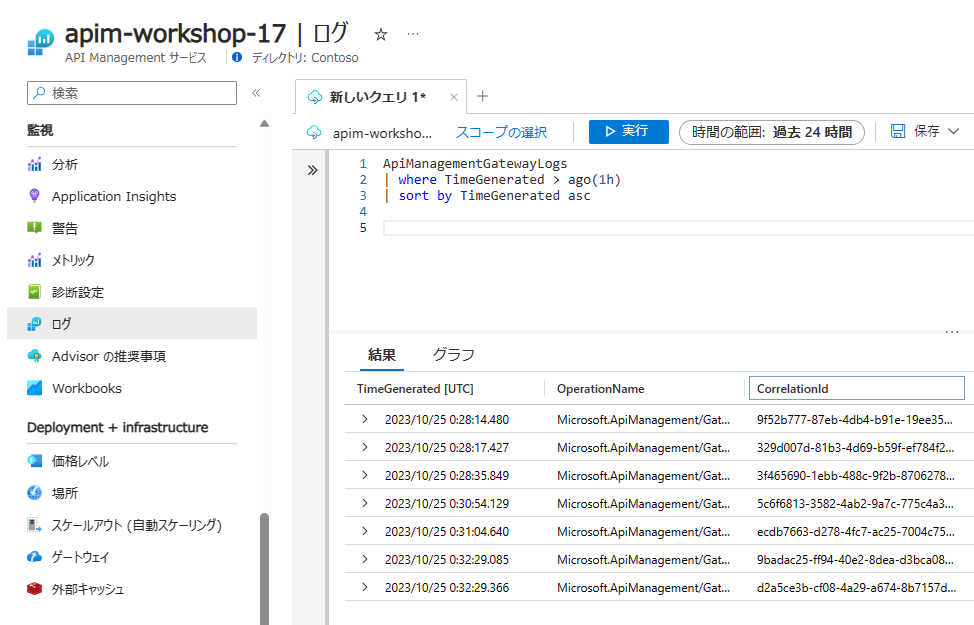 apim-workshop-17 | ログ ☆ …
API Management サービス ディレクトリ: Contoso
検索 «
監視
分析
Application Insights
警告
メトリック
診断設定
ログ
Advisor の推奨事項
Workbooks
Deployment + infrastructure
価格レベル
場所
スケールアウト (自動スケーリング)
ゲートウェイ
外部キャッシュ
新しいクエリ 1* × +
apim-worksho... スコープの選択 実行 時間の範囲: 過去 24 時間 保存
1 ApiManagementGatewayLogs
2 | where TimeGenerated > ago(1h)
3 | sort by TimeGenerated asc
4
5
結果 グラフ
TimeGenerated [UTC] OperationName CorrelationId
2023/10/25 0:28:14.480 Microsoft.ApiManagement/Gat... 9f52b777-87eb-4db4-b91e-19ee35...
2023/10/25 0:28:17.427 Microsoft.ApiManagement/Gat... 329d007d-81b3-4d69-b59f-ef784f2...
2023/10/25 0:28:35.849 Microsoft.ApiManagement/Gat... 3f465690-1ebb-488c-9f2b-8706278...
2023/10/25 0:30:54.129 Microsoft.ApiManagement/Gat... 5c6f6813-3582-4ab2-9a7c-775c4a3...
2023/10/25 0:31:04.640 Microsoft.ApiManagement/Gat... ecdb7663-d278-4fc7-ac25-7004c75...
2023/10/25 0:32:29.085 Microsoft.ApiManagement/Gat... 9badac25-ff94-40e2-8dea-d3bca08...
2023/10/25 0:32:29.366 Microsoft.ApiManagement/Gat... d2a5ce3b-cf08-4a29-a674-8b7157d...